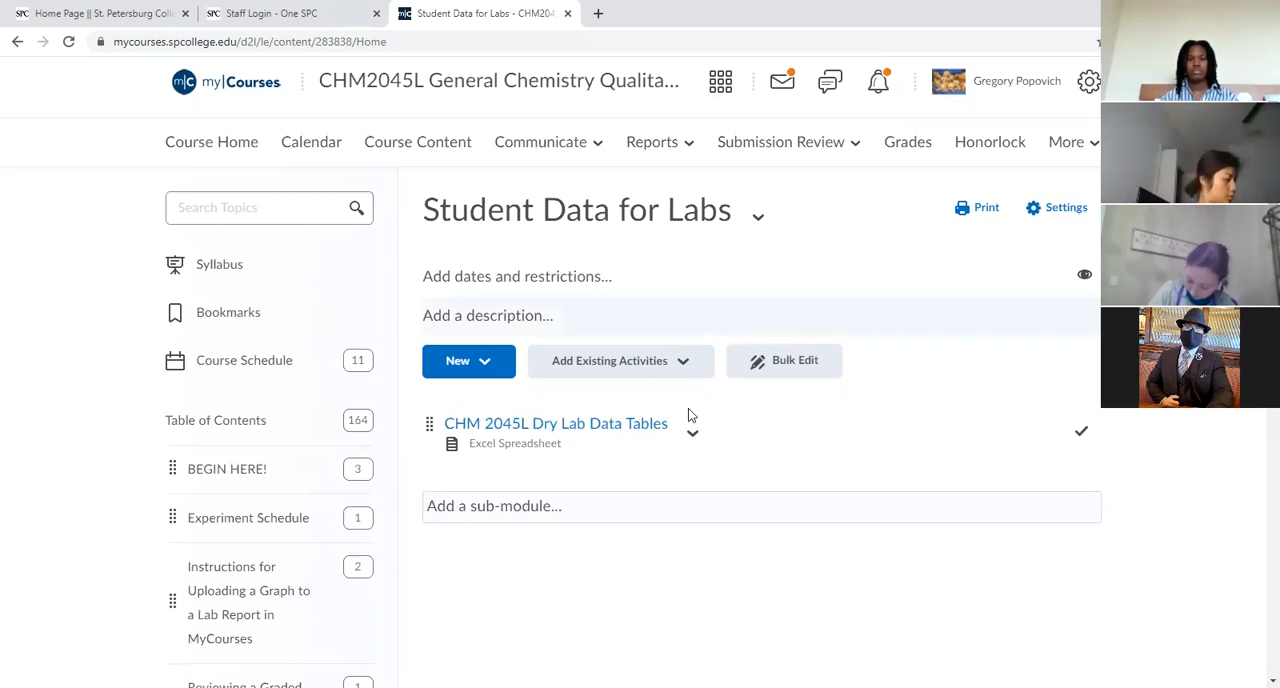 Home Page || St. Petersburg Coll
Staff Login - One SPC
Student Data for Labs - CHM204
mycourses.spcollege.edu/d2l/le/content/283838/Home
m|C my|Courses
CHM2045L General Chemistry Qualita...
Gregory Popovich
Course Home
Calendar
Course Content
Communicate
Reports
Submission Review
Grades
Honorlock
More
Search Topics
Syllabus
Bookmarks
Course Schedule
11
Table of Contents
164
BEGIN HERE!
3
Experiment Schedule
1
Instructions for
Uploading a Graph to
a Lab Report in
MyCourses
2
Reviewing a Graded
1
Student Data for Labs
Print
Settings
Add dates and restrictions...
Add a description...
New
Add Existing Activities
Bulk Edit
CHM 2045L Dry Lab Data Tables
Excel Spreadsheet
Add a sub-module...